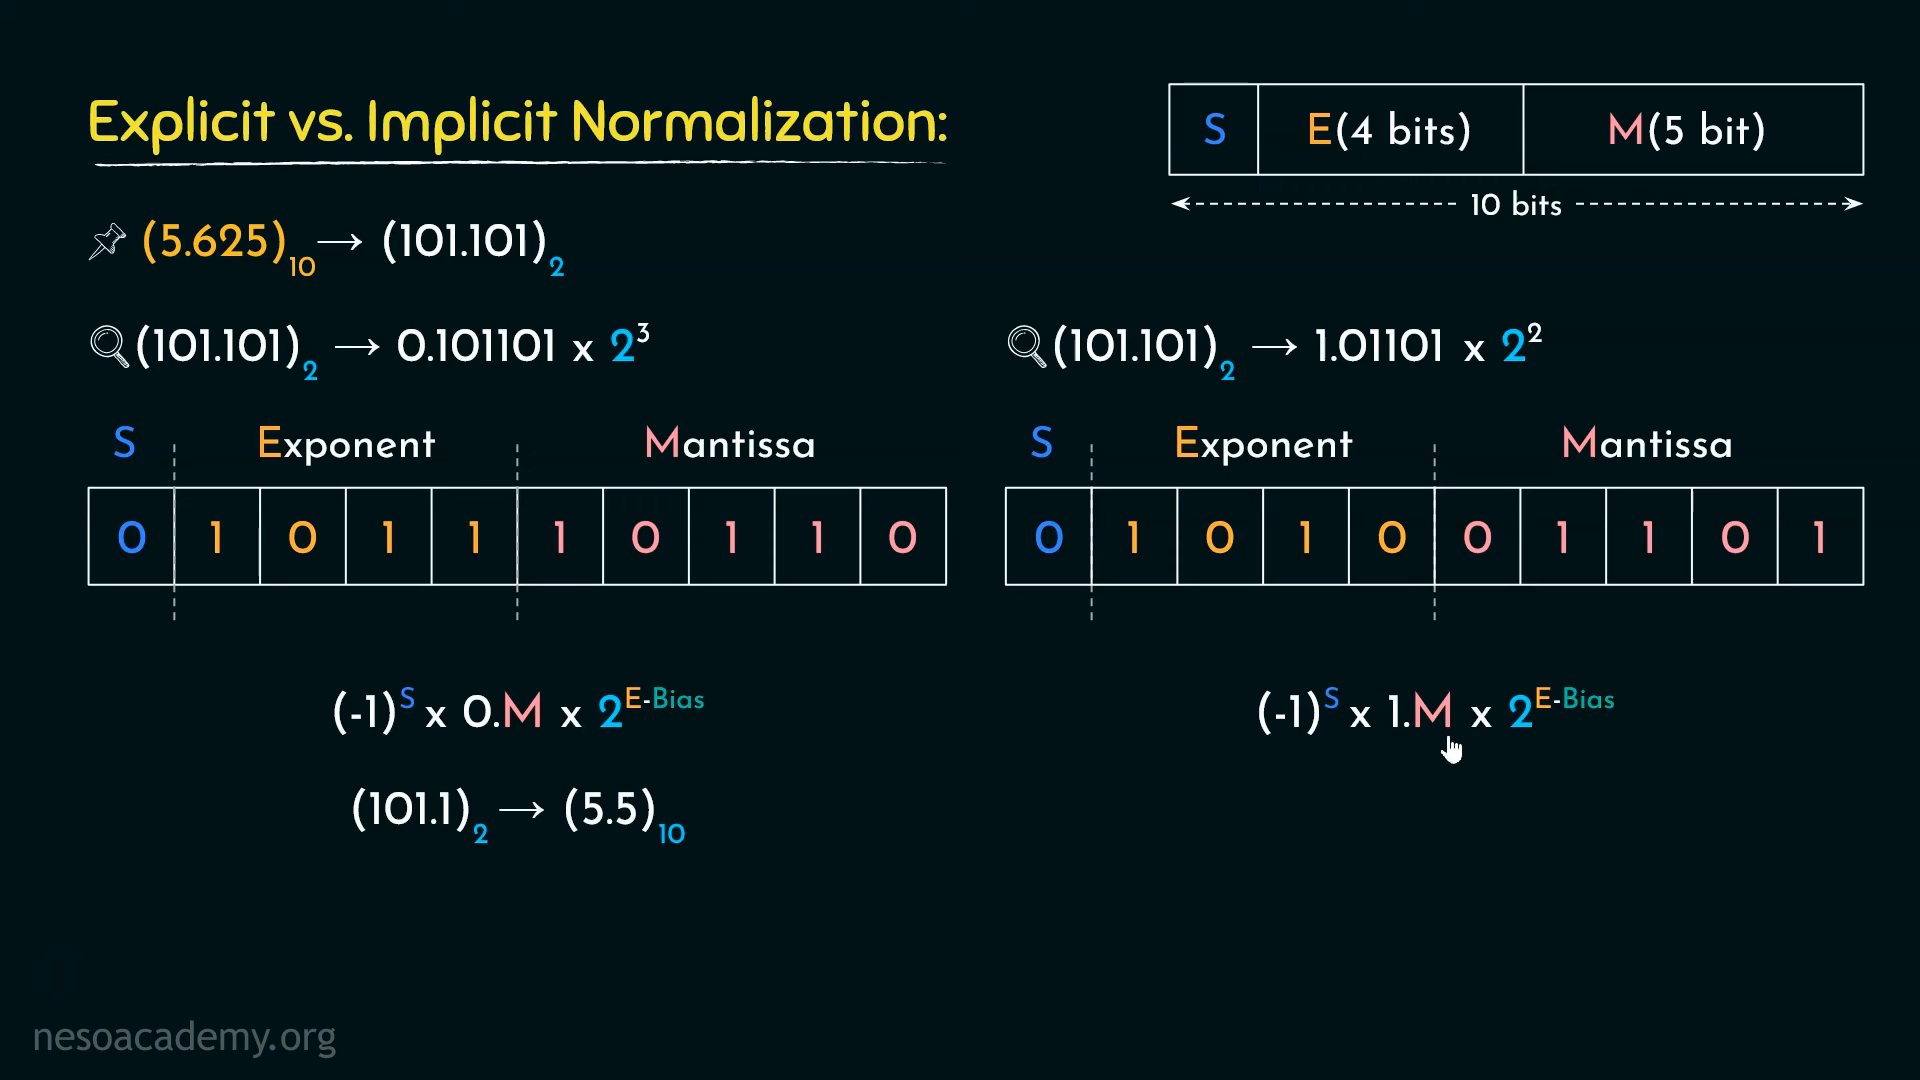 Explicit vs. Implicit Normalization:
S E(4 bits) M(5 bit)
10 bits
(5.625)₁₀ → (101.101)₂
(101.101)₂ → 0.101101 x 2³
S Exponent Mantissa
0 1 0 1 1 1 0 1 1 0
(-1)^S x 0.M x 2^E-Bias
(101.1)₂ → (5.5)₁₀
(101.101)₂ → 1.01101 x 2²
S Exponent Mantissa
0 1 0 1 0 0 1 1 0 1
(-1)^S x 1.M x 2^E-Bias
nesoacademy.org